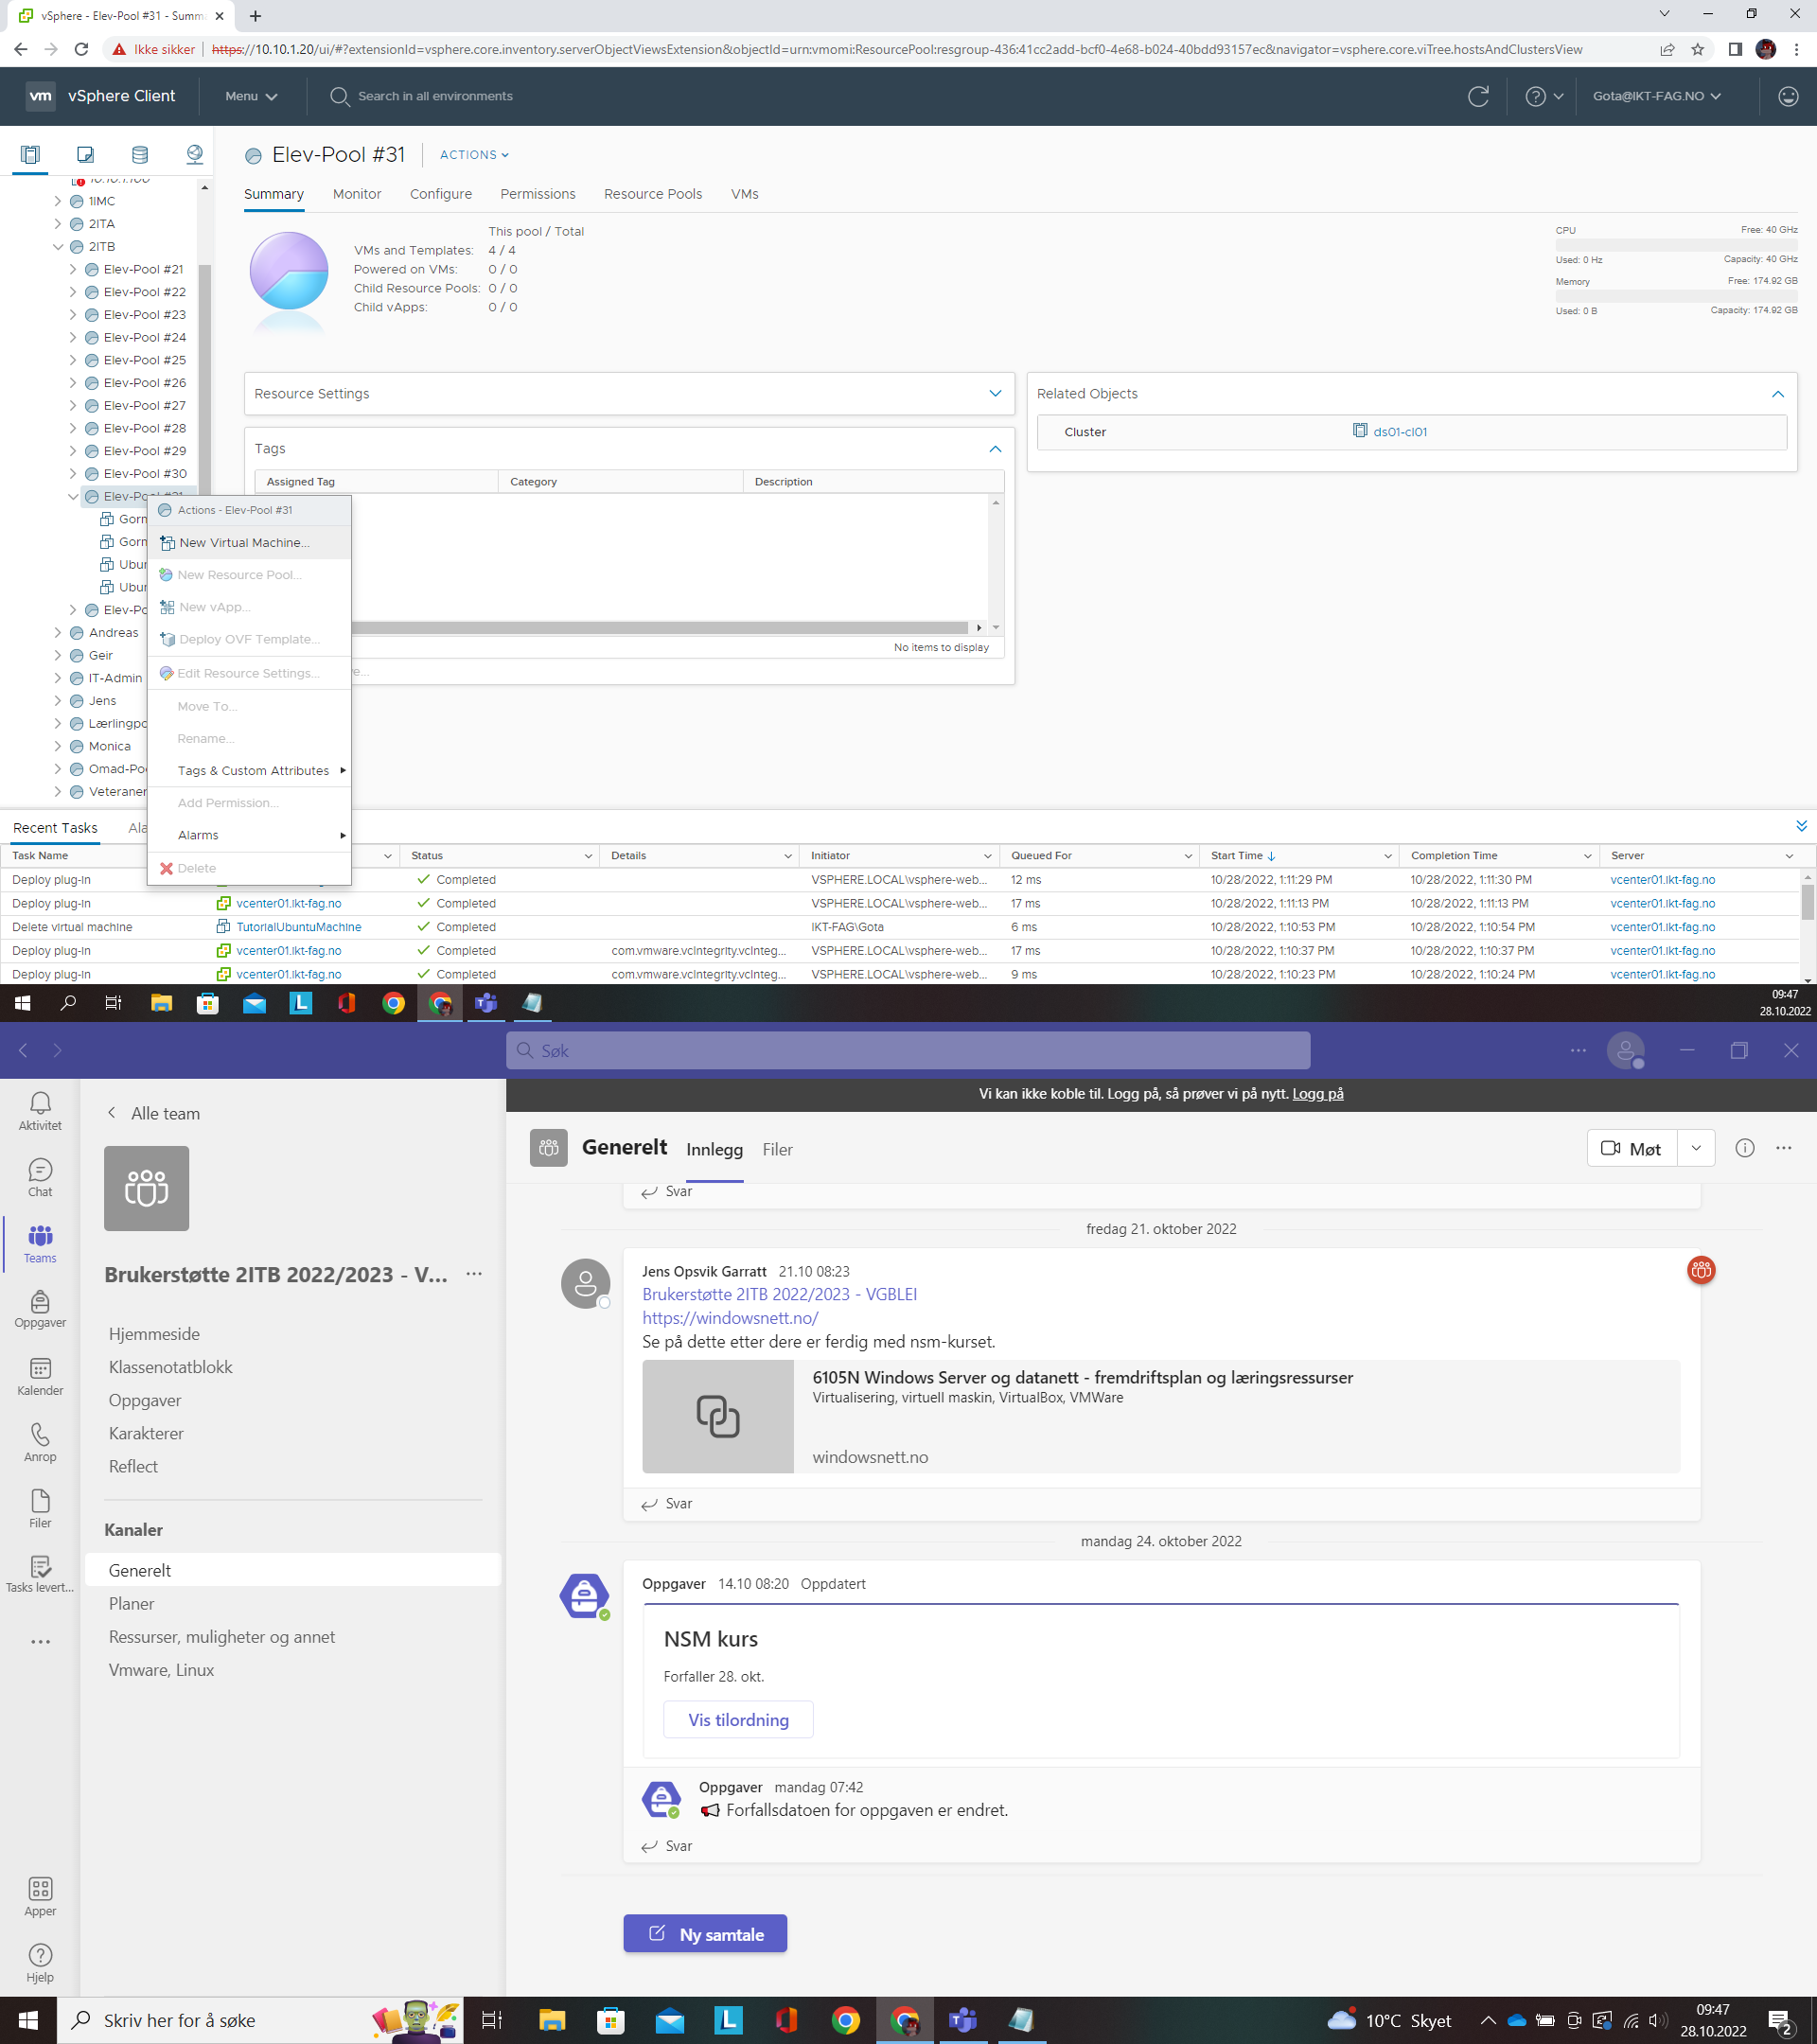 vSphere - Elev-Pool #31 - Summ
Ikke sikker
https://10.10.1.20/ui/#?extensionId=vsphere.core.inventory.serverObjectViewsExtension&objectId=urn:vmomi:ResourcePool:resgroup-436:41cc2add-bcf0-4e68-b024-40bdd93157ec&navigator=vsphere.core.viTree.hostsAndClustersView
vm vSphere Client Menu Search in all environments Gota@IKT-FAG.NO
10.10.1.100
1IMC
2ITA
2ITB
Elev-Pool #21
Elev-Pool #22
Elev-Pool #23
Elev-Pool #24
Elev-Pool #25
Elev-Pool #26
Elev-Pool #27
Elev-Pool #28
Elev-Pool #29
Elev-Pool #30
Elev-Pool #31
Gorm
Gorm
Ubun
Ubun
Elev-Po
Andreas
Geir
IT-Admin
Jens
Lærlingpo
Monica
Omad-Poo
Veteraner
Elev-Pool #31 ACTIONS
Summary Monitor Configure Permissions Resource Pools VMs
This pool / Total
VMs and Templates: 4 / 4
Powered on VMs: 0 / 0
Child Resource Pools: 0 / 0
Child vApps: 0 / 0
CPU Free: 40 GHz
Used: 0 Hz Capacity: 40 GHz
Memory Free: 174.92 GB
Used: 0 B Capacity: 174.92 GB
Resource Settings
Tags
Assigned Tag Category Description
No items to display
Related Objects
Cluster ds01-cl01
Actions - Elev-Pool #31
New Virtual Machine...
New Resource Pool...
New vApp...
Deploy OVF Template...
Edit Resource Settings...
Move To...
Rename...
Tags & Custom Attributes
Add Permission...
Alarms
Delete
Recent Tasks Ala
Task Name Status Details Initiator Queued For Start Time Completion Time Server
Deploy plug-in Completed VSPHERE.LOCAL\vsphere-web... 12 ms 10/28/2022, 1:11:29 PM 10/28/2022, 1:11:30 PM vcenter01.ikt-fag.no
Deploy plug-in vcenter01.ikt-fag.no Completed VSPHERE.LOCAL\vsphere-web... 17 ms 10/28/2022, 1:11:13 PM 10/28/2022, 1:11:13 PM vcenter01.ikt-fag.no
Delete virtual machine TutorialUbuntuMachine Completed IKT-FAG\Gota 6 ms 10/28/2022, 1:10:53 PM 10/28/2022, 1:10:54 PM vcenter01.ikt-fag.no
Deploy plug-in vcenter01.ikt-fag.no Completed com.vmware.vcIntegrity.vcInteg... VSPHERE.LOCAL\vsphere-web... 17 ms 10/28/2022, 1:10:37 PM 10/28/2022, 1:10:37 PM vcenter01.ikt-fag.no
Deploy plug-in vcenter01.ikt-fag.no Completed com.vmware.vcIntegrity.vcInteg... VSPHERE.LOCAL\vsphere-web... 9 ms 10/28/2022, 1:10:23 PM 10/28/2022, 1:10:24 PM vcenter01.ikt-fag.no
09:47
28.10.2022
Søk
Aktivitet
Chat
Teams
Oppgaver
Kalender
Anrop
Filer
Tasks levert...
Apper
Hjelp
Alle team
Brukerstøtte 2ITB 2022/2023 - V...
Hjemmeside
Klassenotatblokk
Oppgaver
Karakterer
Reflect
Kanaler
Generelt
Planer
Ressurser, muligheter og annet
Vmware, Linux
Vi kan ikke koble til. Logg på, så prøver vi på nytt. Logg på
Generelt Innlegg Filer Møt
Svar
fredag 21. oktober 2022
Jens Opsvik Garratt 21.10 08:23
Brukerstøtte 2ITB 2022/2023 - VGBLEI
https://windowsnett.no/
Se på dette etter dere er ferdig med nsm-kurset.
6105N Windows Server og datanett - fremdriftsplan og læringsressurser
Virtualisering, virtuell maskin, VirtualBox, VMWare
windowsnett.no
Svar
mandag 24. oktober 2022
Oppgaver 14.10 08:20 Oppdatert
NSM kurs
Forfaller 28. okt.
Vis tilordning
Oppgaver mandag 07:42
Forfallsdatoen for oppgaven er endret.
Svar
Ny samtale
Skriv her for å søke
10°C Skyet
09:47
28.10.2022
2